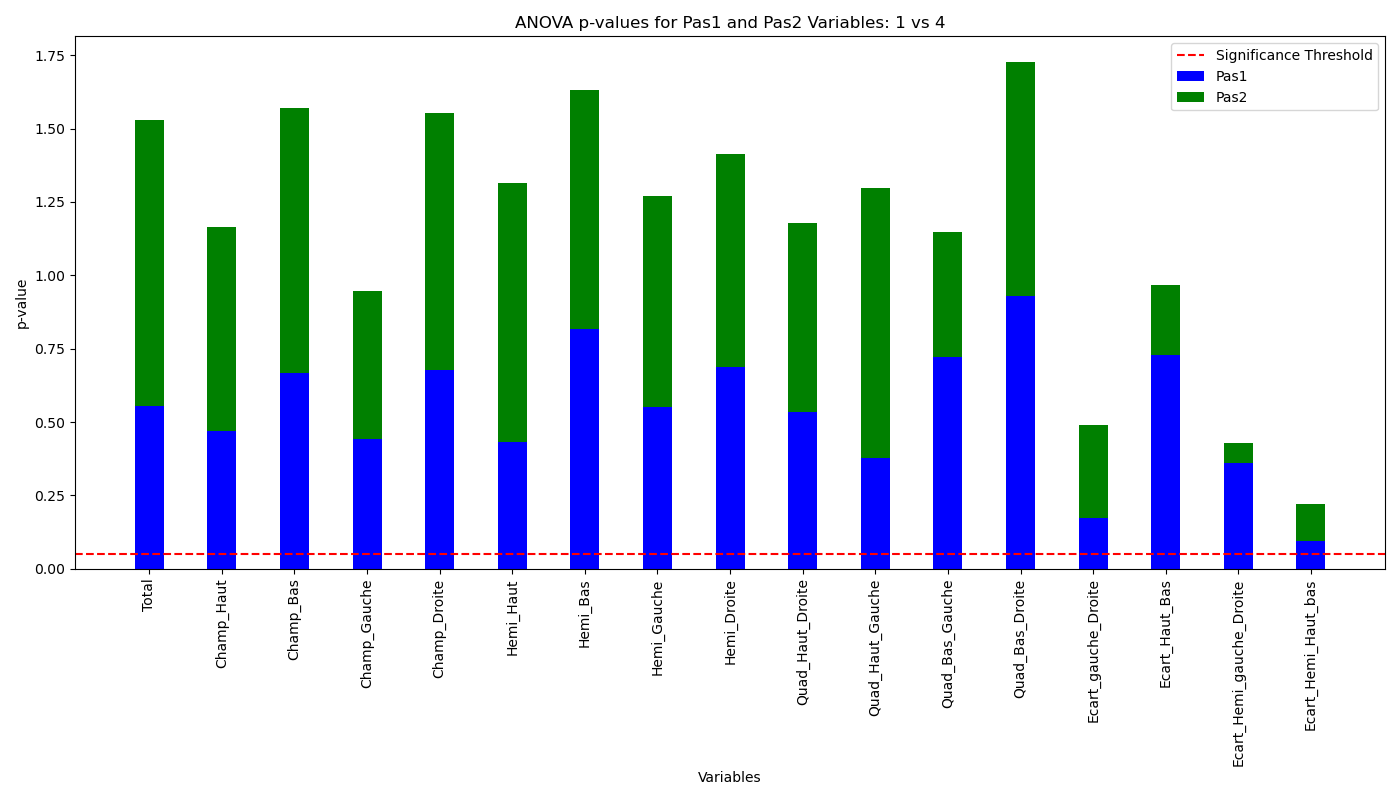 ANOVA p-values for Pas1 and Pas2 Variables: 1 vs 4
Significance Threshold
Pas1
Pas2
p-value
1.75
1.50
1.25
1.00
0.75
0.50
0.25
0.00
Total
Champ_Haut
Champ_Bas
Champ_Gauche
Champ_Droite
Hemi_Haut
Hemi_Bas
Hemi_Gauche
Hemi_Droite
Quad_Haut_Droite
Quad_Haut_Gauche
Quad_Bas_Gauche
Quad_Bas_Droite
Ecart_gauche_Droite
Ecart_Haut_Bas
Ecart_Hemi_gauche_Droite
Ecart_Hemi_Haut_bas
Variables